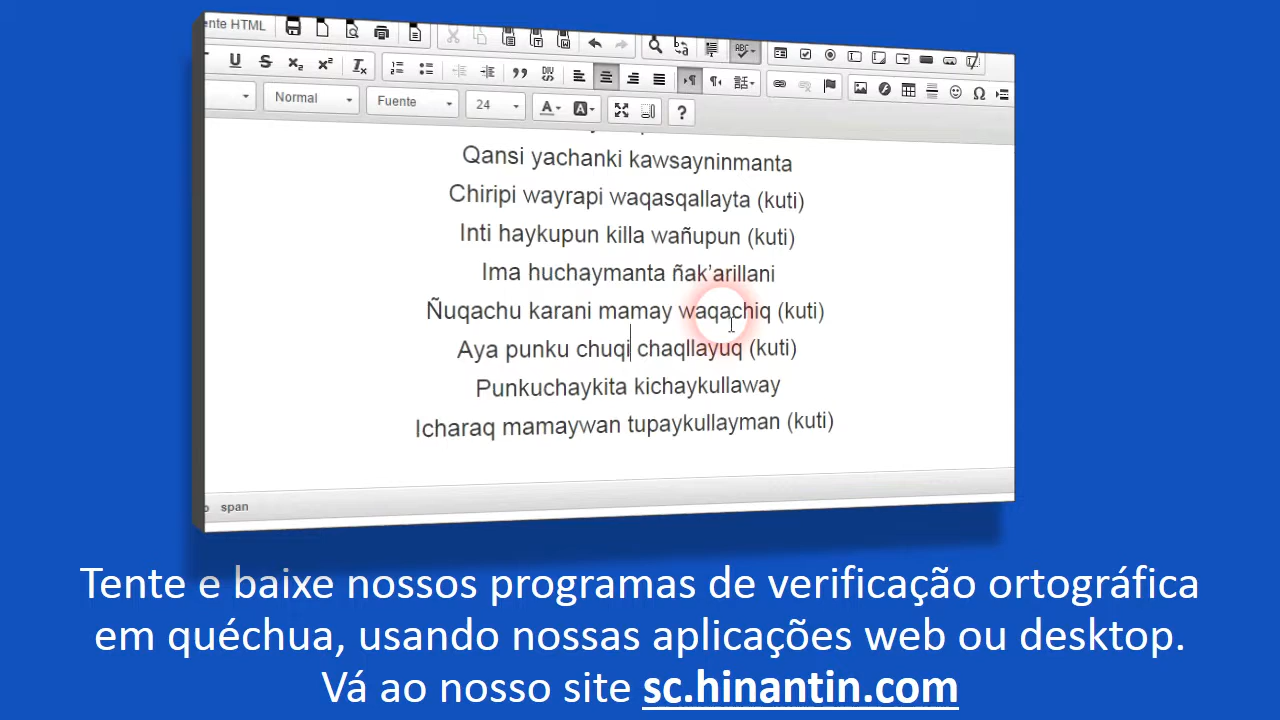 ente HTML
Normal Fuente 24
Qansi yachanki kawsayninmanta
Chiripi wayrapi waqasqallayta (kuti)
Inti haykupun killa wañupun (kuti)
Ima huchaymanta ñak'arillani
Ñuqachu karani mamay waqachiq (kuti)
Aya punku chuqi chaqllayuq (kuti)
Punkuchaykita kichaykullaway
Icharaq mamaywan tupaykullayman (kuti)
span
Tente e baixe nossos programas de verificação ortográfica
em quéchua, usando nossas aplicações web ou desktop.
Vá ao nosso site sc.hinantin.com